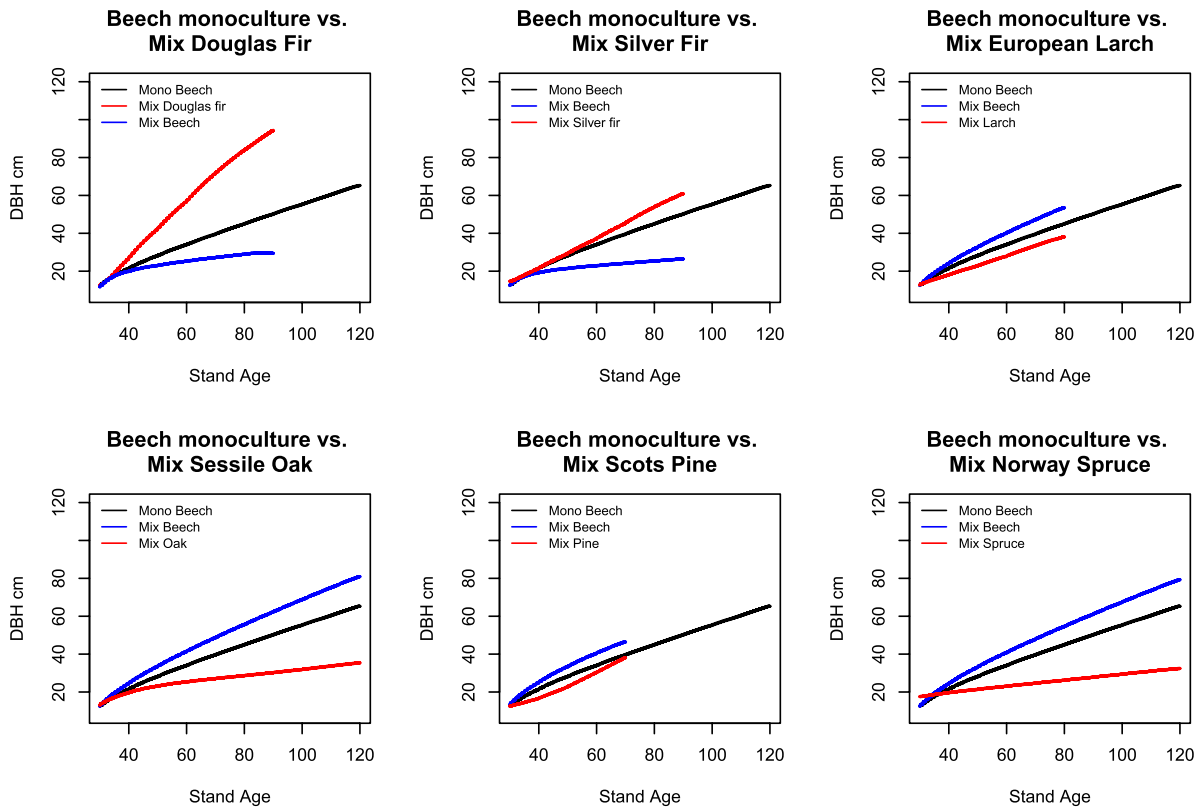 Beech monoculture vs.
Mix Douglas Fir
Mono Beech
Mix Douglas fir
Mix Beech
DBH cm
120
80
60
40
20
40 60 80 100 120
Stand Age
Beech monoculture vs.
Mix Silver Fir
Mono Beech
Mix Beech
Mix Silver fir
DBH cm
120
80
60
40
20
40 60 80 100 120
Stand Age
Beech monoculture vs.
Mix European Larch
Mono Beech
Mix Beech
Mix Larch
DBH cm
120
80
60
40
20
40 60 80 100 120
Stand Age
Beech monoculture vs.
Mix Sessile Oak
Mono Beech
Mix Beech
Mix Oak
DBH cm
120
80
60
40
20
40 60 80 100 120
Stand Age
Beech monoculture vs.
Mix Scots Pine
Mono Beech
Mix Beech
Mix Pine
DBH cm
120
80
60
40
20
40 60 80 100 120
Stand Age
Beech monoculture vs.
Mix Norway Spruce
Mono Beech
Mix Beech
Mix Spruce
DBH cm
120
80
60
40
20
40 60 80 100 120
Stand Age